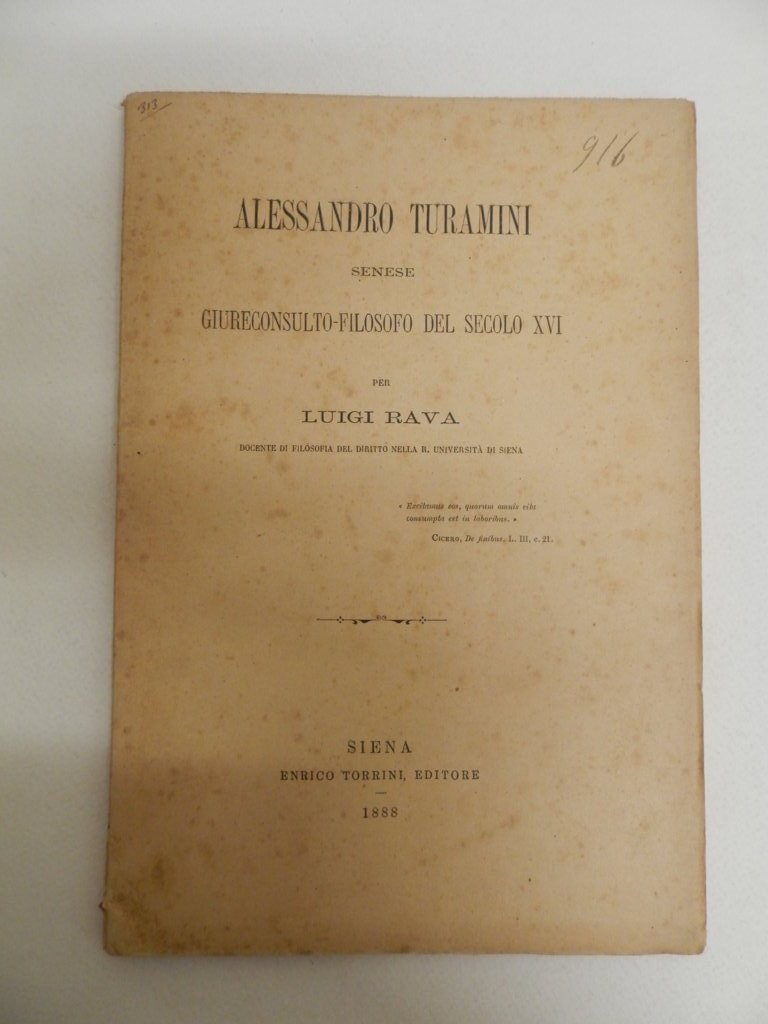 313
916
ALESSANDRO TURAMINI
SENESE
GIURECONSULTO-FILOSOFO DEL SECOLO XVI
PER
LUIGI RAVA
DOCENTE DI FILOSOFIA DEL DIRITTO NELLA R. UNIVERSITÀ DI SIENA
« Excitemus eos, quorum omnis vita
consumpta est in laboribus. »
CICERO, De finibus, L. III, c. 21.
SIENA
ENRICO TORRINI, EDITORE
1888